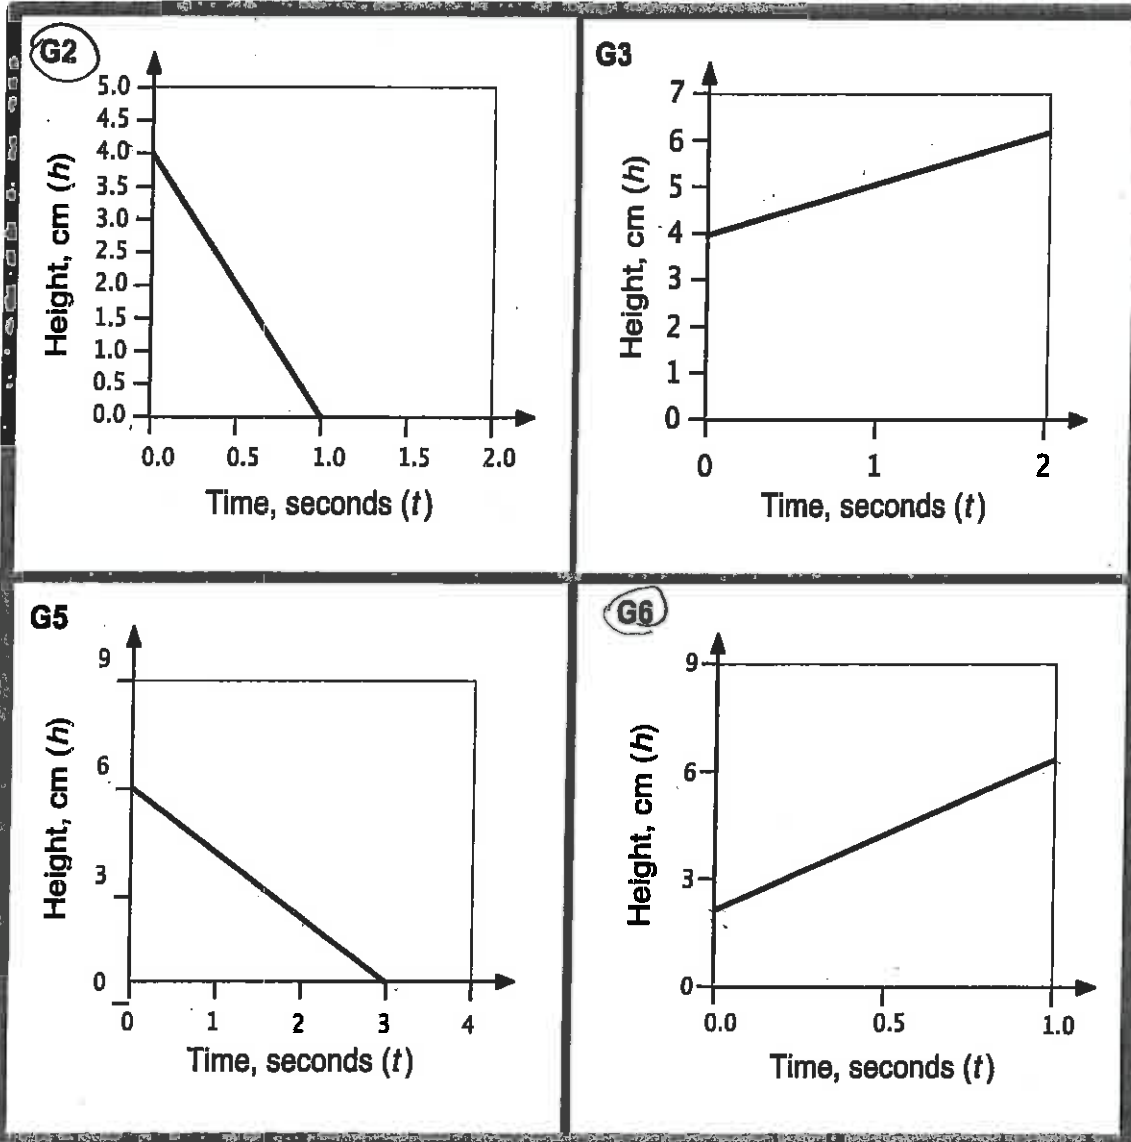 G2
Height, cm (h)
5.0
4.5
4.0
3.5
3.0
2.5
2.0
1.5
1.0
0.5
0.0
0.0 0.5 1.0 1.5 2.0
Time, seconds (t)
G3
Height, cm (h)
7
6
5
4
3
2
1
0
0 1 2
Time, seconds (t)
G5
Height, cm (h)
9
6
3
0
0 1 2 3 4
Time, seconds (t)
G6
Height, cm (h)
9
6
3
0
0.0 0.5 1.0
Time, seconds (t)